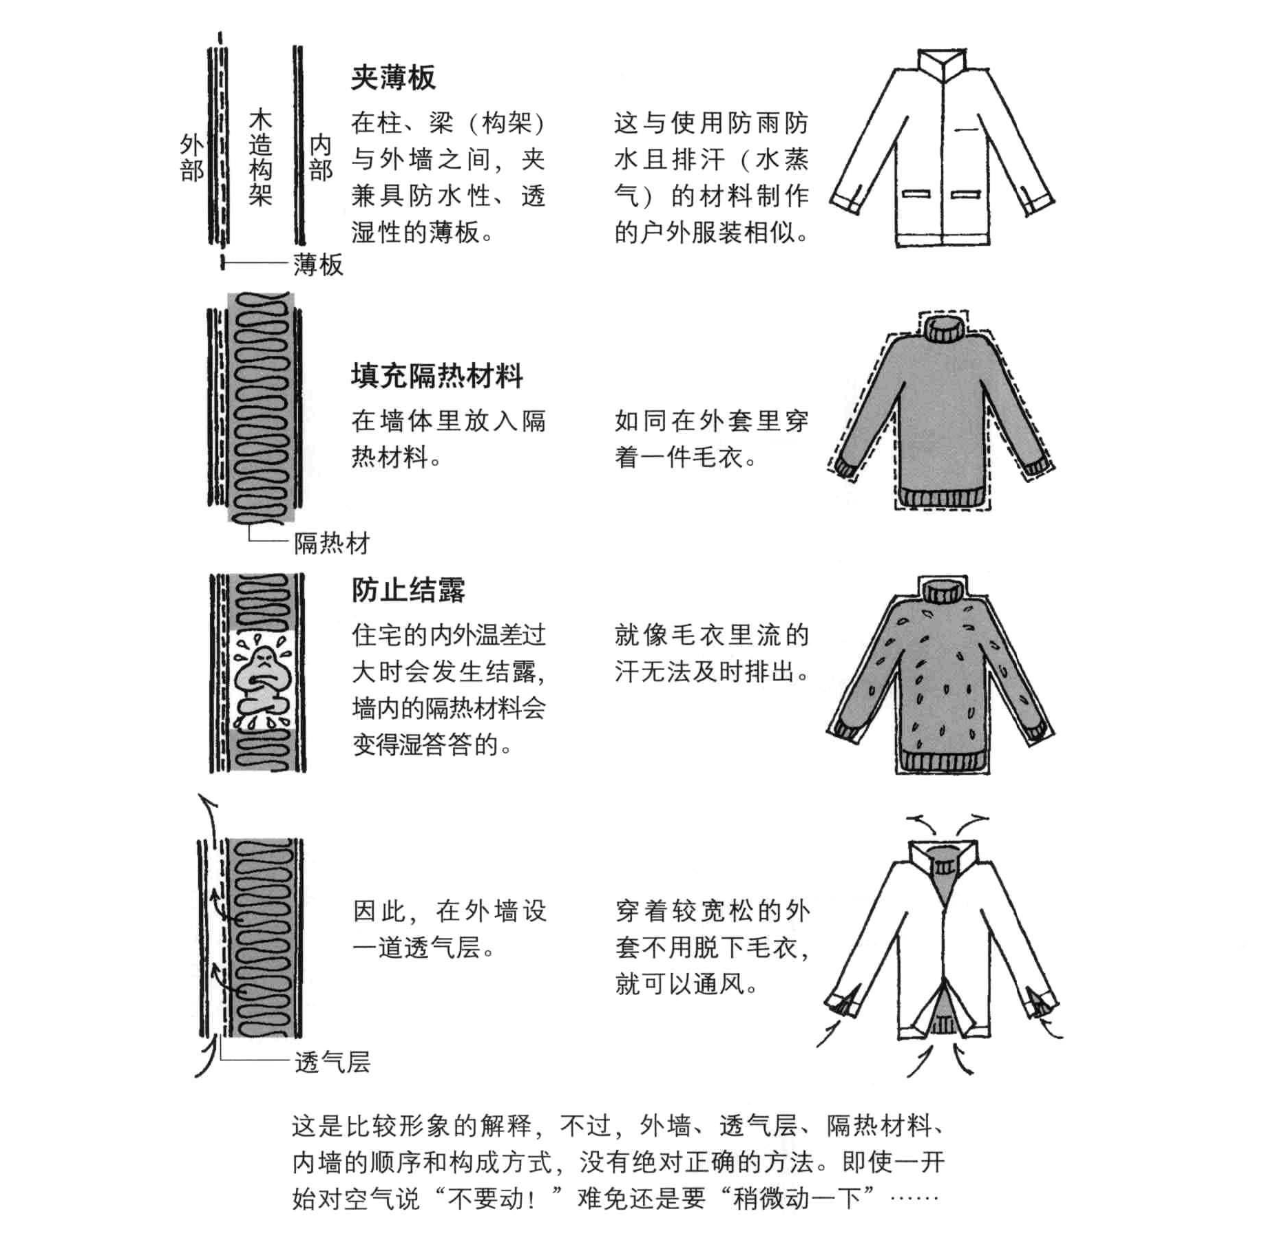 外部
木造构架
内部
夹薄板
在柱、梁（构架）
与外墙之间，夹
兼具防水性、透
湿性的薄板。
这与使用防雨防
水且排汗（水蒸
气）的材料制作
的户外服装相似。
薄板
填充隔热材料
在墙体里放入隔
热材料。
如同在外套里穿
着一件毛衣。
隔热材
防止结露
住宅的内外温差过
大时会发生结露，
墙内的隔热材料会
变得湿答答的。
就像毛衣里流的
汗无法及时排出。
因此，在外墙设
一道透气层。
穿着较宽松的外
套不用脱下毛衣，
就可以通风。
透气层
这是比较形象的解释，不过，外墙、透气层、隔热材料、
内墙的顺序和构成方式，没有绝对正确的方法。即使一开
始对空气说“不要动！”难免还是要“稍微动一下”……